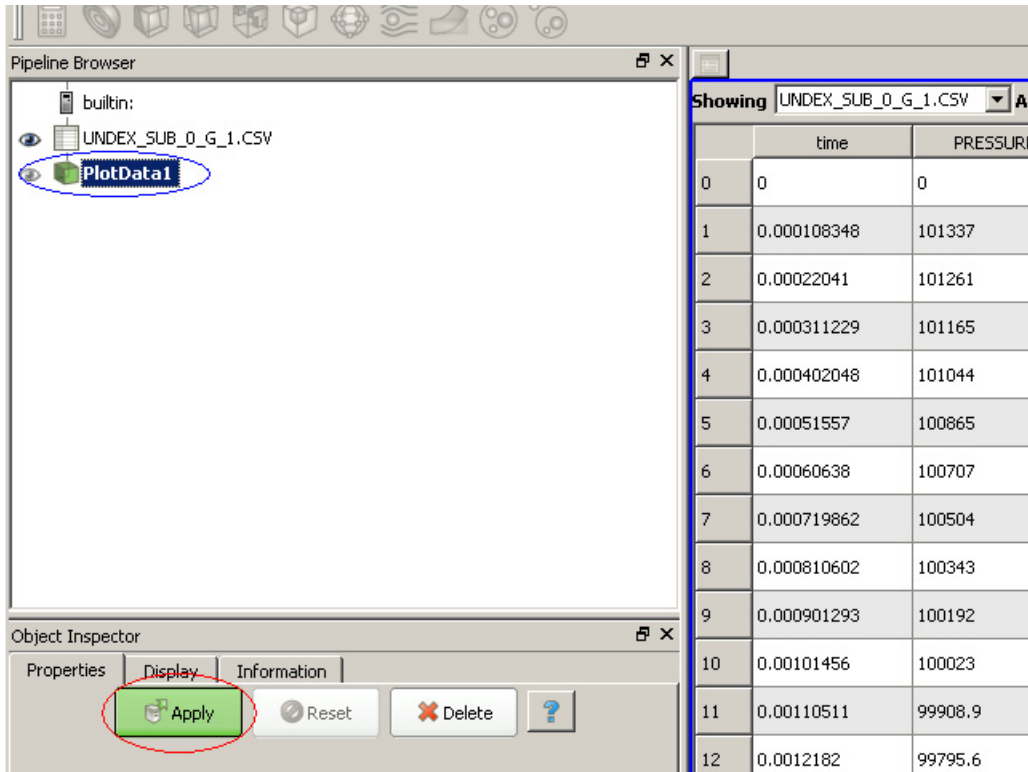 Pipeline Browser
builtin:
UNDEX_SUB_0_G_1.CSV
PlotData1
Object Inspector
Properties Display Information
Apply Reset Delete ?
Showing UNDEX_SUB_0_G_1.CSV A
time PRESSURE
0 0 0
1 0.000108348 101337
2 0.00022041 101261
3 0.000311229 101165
4 0.000402048 101044
5 0.00051557 100865
6 0.00060638 100707
7 0.000719862 100504
8 0.000810602 100343
9 0.000901293 100192
10 0.00101456 100023
11 0.00110511 99908.9
12 0.0012182 99795.6